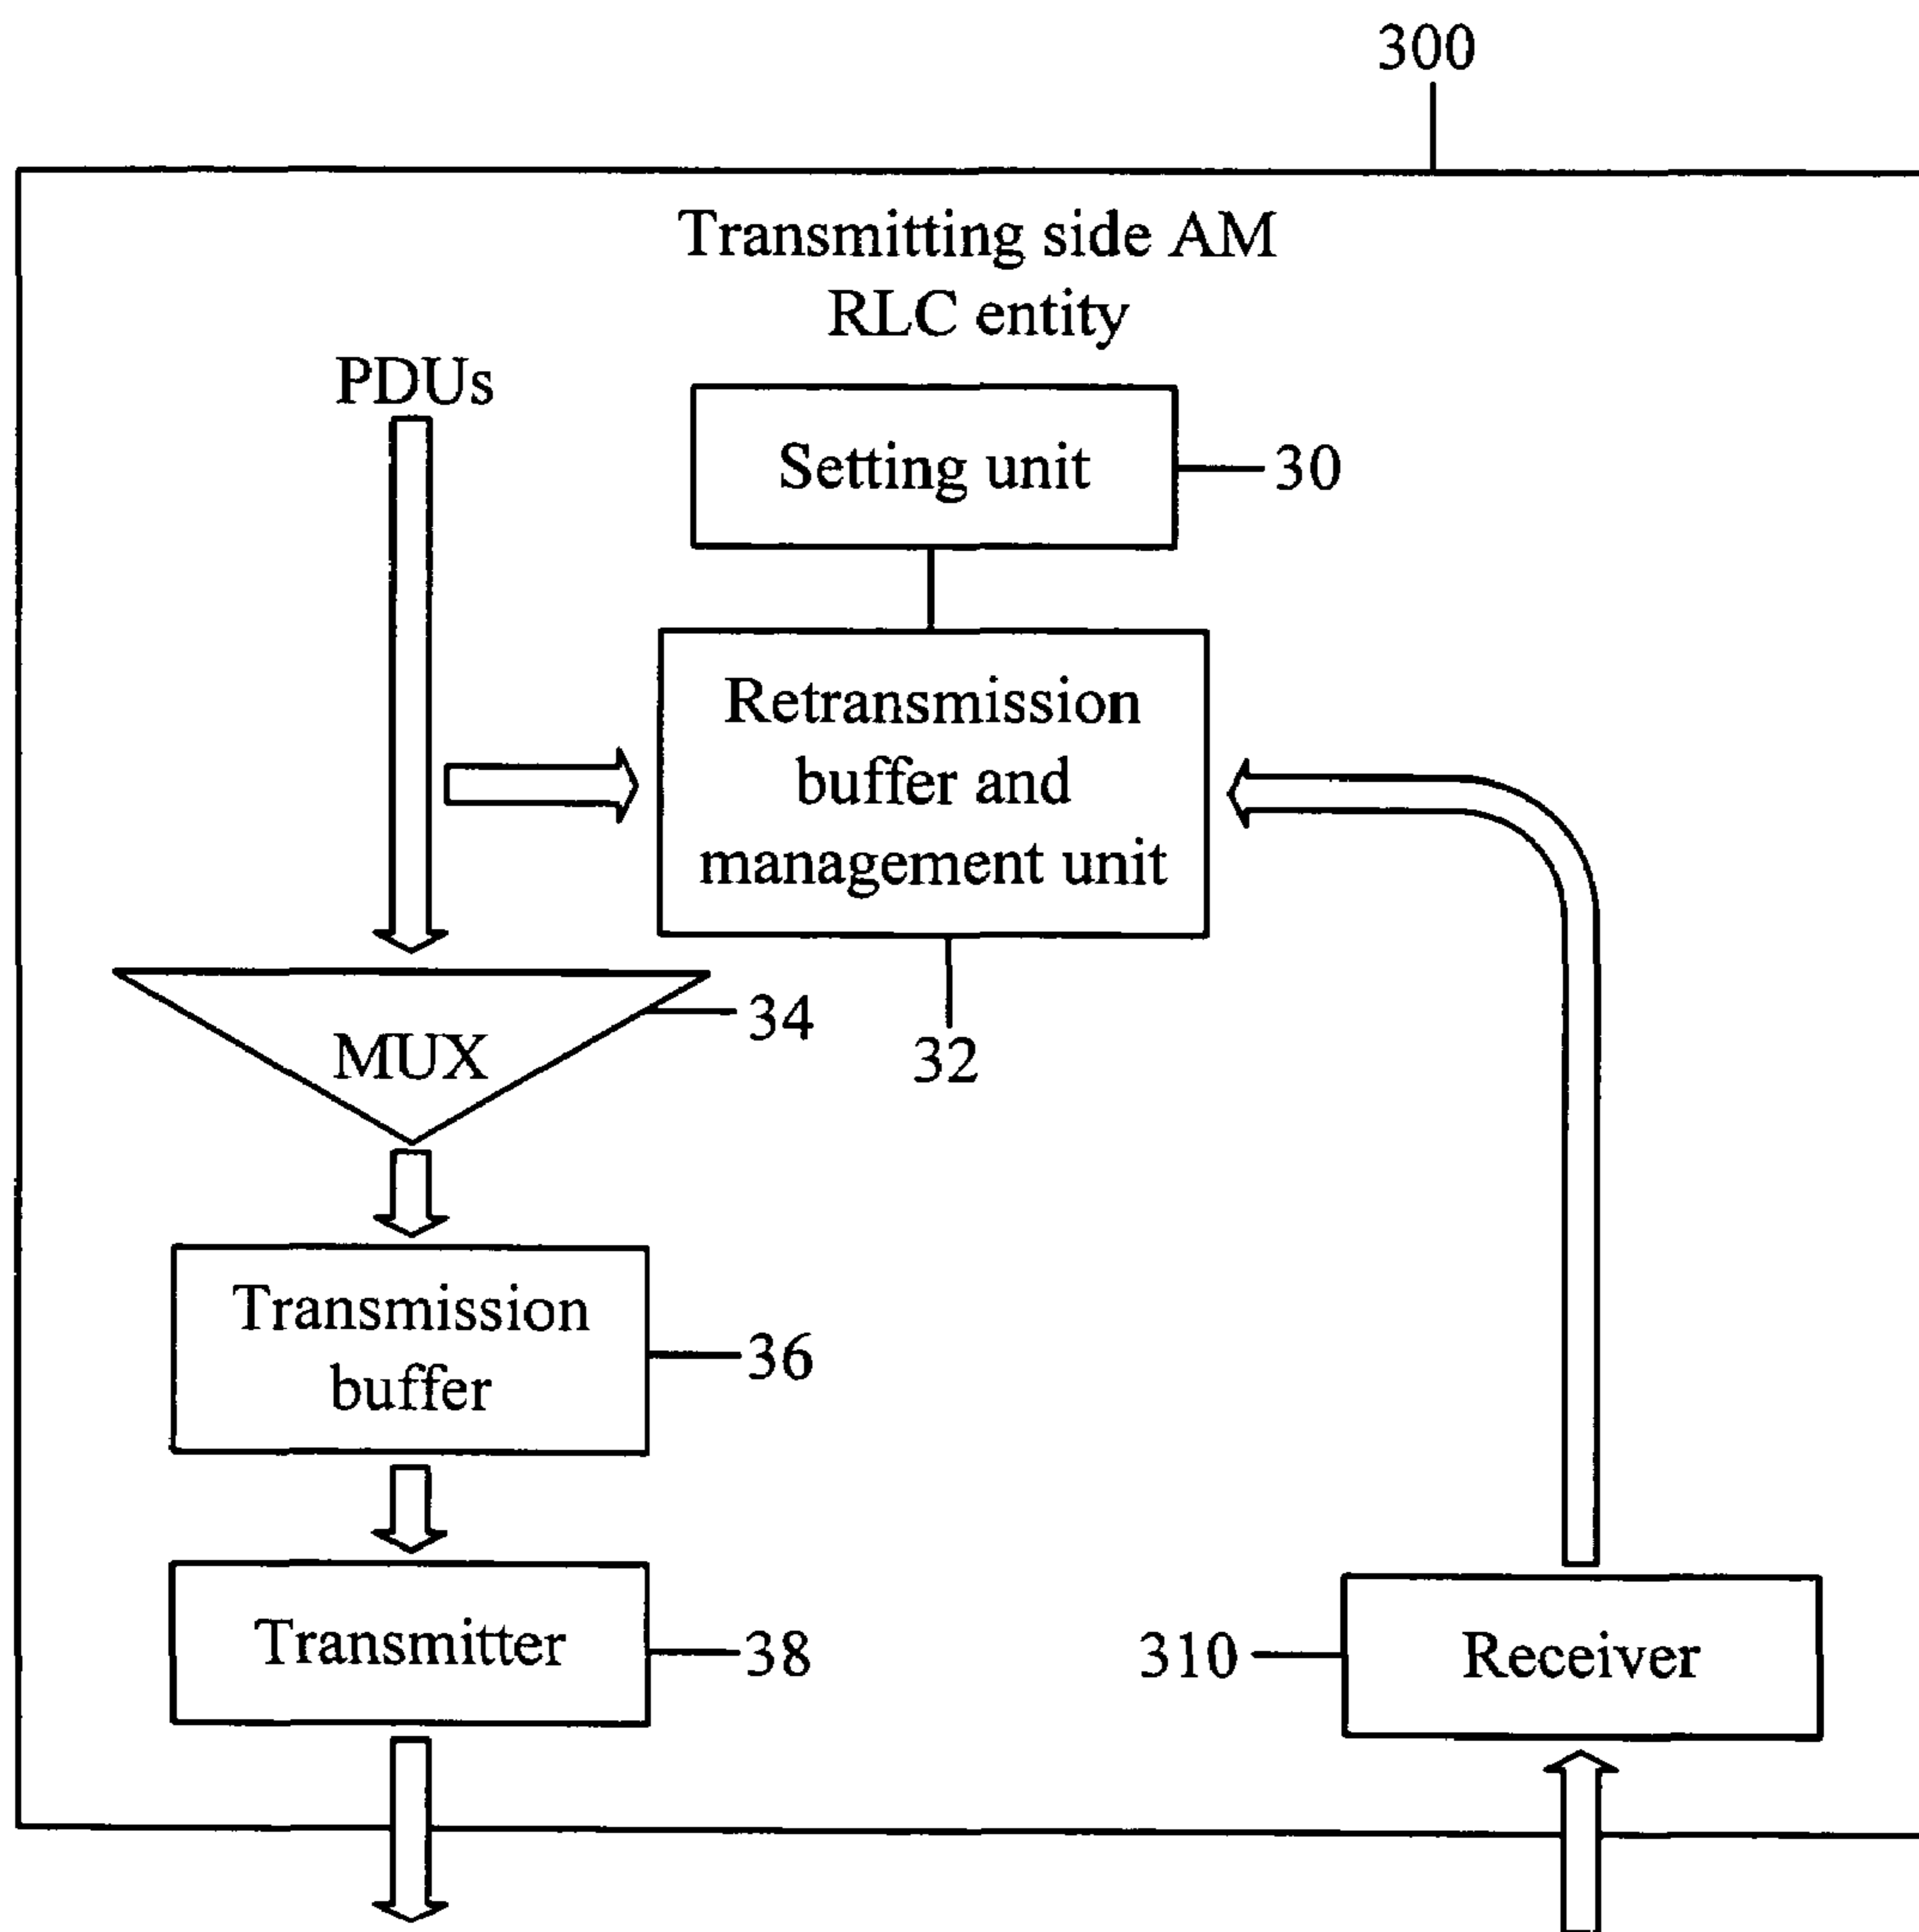 300
Transmitting side AM
RLC entity
PDUs
Setting unit
30
Retransmission
buffer and
management unit
34
MUX
32
Transmission
buffer
36
Transmitter
38
310
Receiver